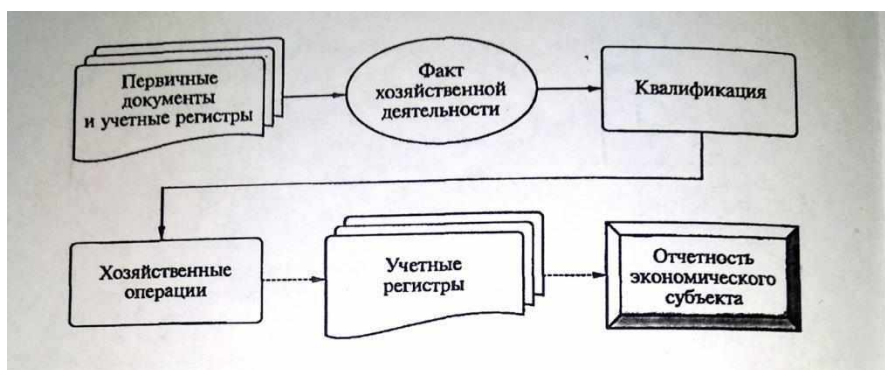 Первичные
документы
и учетные регистры
Факт
хозяйственной
деятельности
Квалификация
Хозяйственные
операции
Учетные
регистры
Отчетность
экономического
субъекта